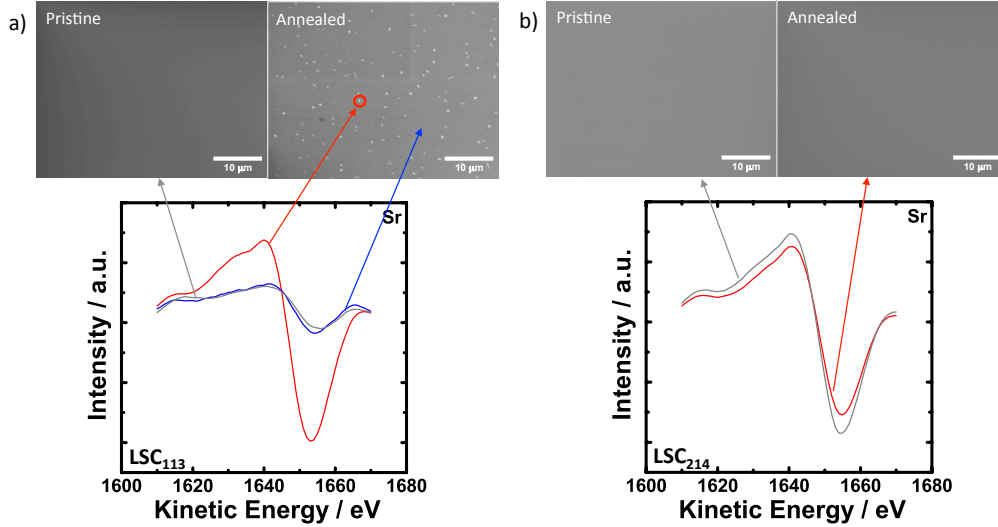 a)
Pristine
Annealed
10 μm
10 μm
Sr
Intensity / a.u.
LSC₁₁₃
1600 1620 1640 1660 1680
Kinetic Energy / eV
b)
Pristine
Annealed
10 μm
10 μm
Sr
Intensity / a.u.
LSC₂₁₄
1600 1620 1640 1660 1680
Kinetic Energy / eV